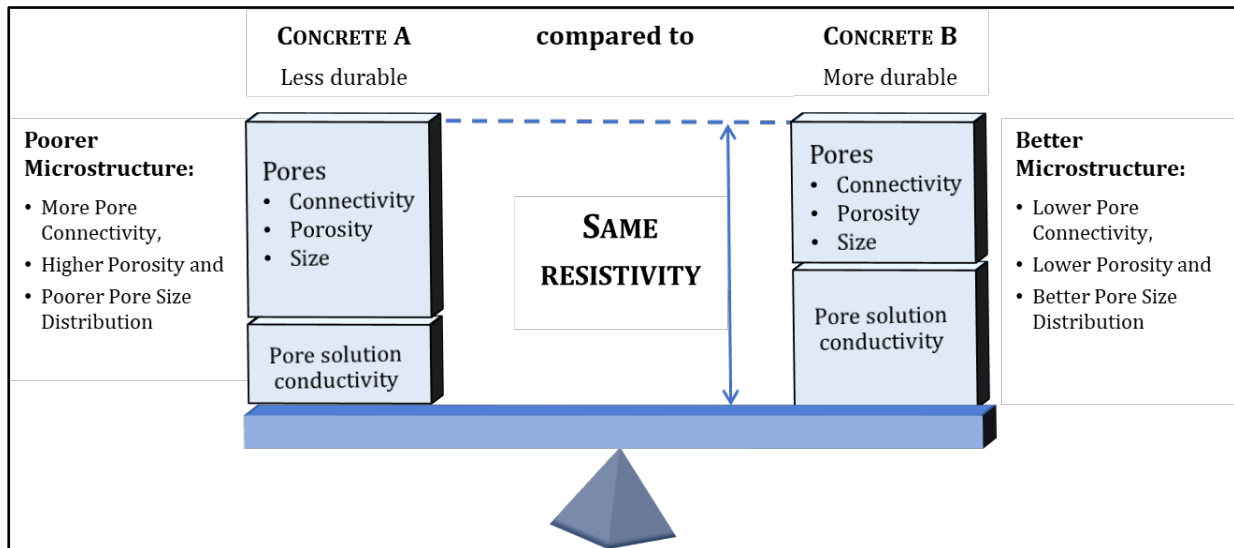 CONCRETE A compared to CONCRETE B
Less durable More durable
Poorer
Microstructure:
• More Pore
Connectivity,
• Higher Porosity and
• Poorer Pore Size
Distribution
Pores
• Connectivity
• Porosity
• Size
Pore solution
conductivity
SAME
RESISTIVITY
Pores
• Connectivity
• Porosity
• Size
Pore solution
conductivity
Better
Microstructure:
• Lower Pore
Connectivity,
• Lower Porosity and
• Better Pore Size
Distribution